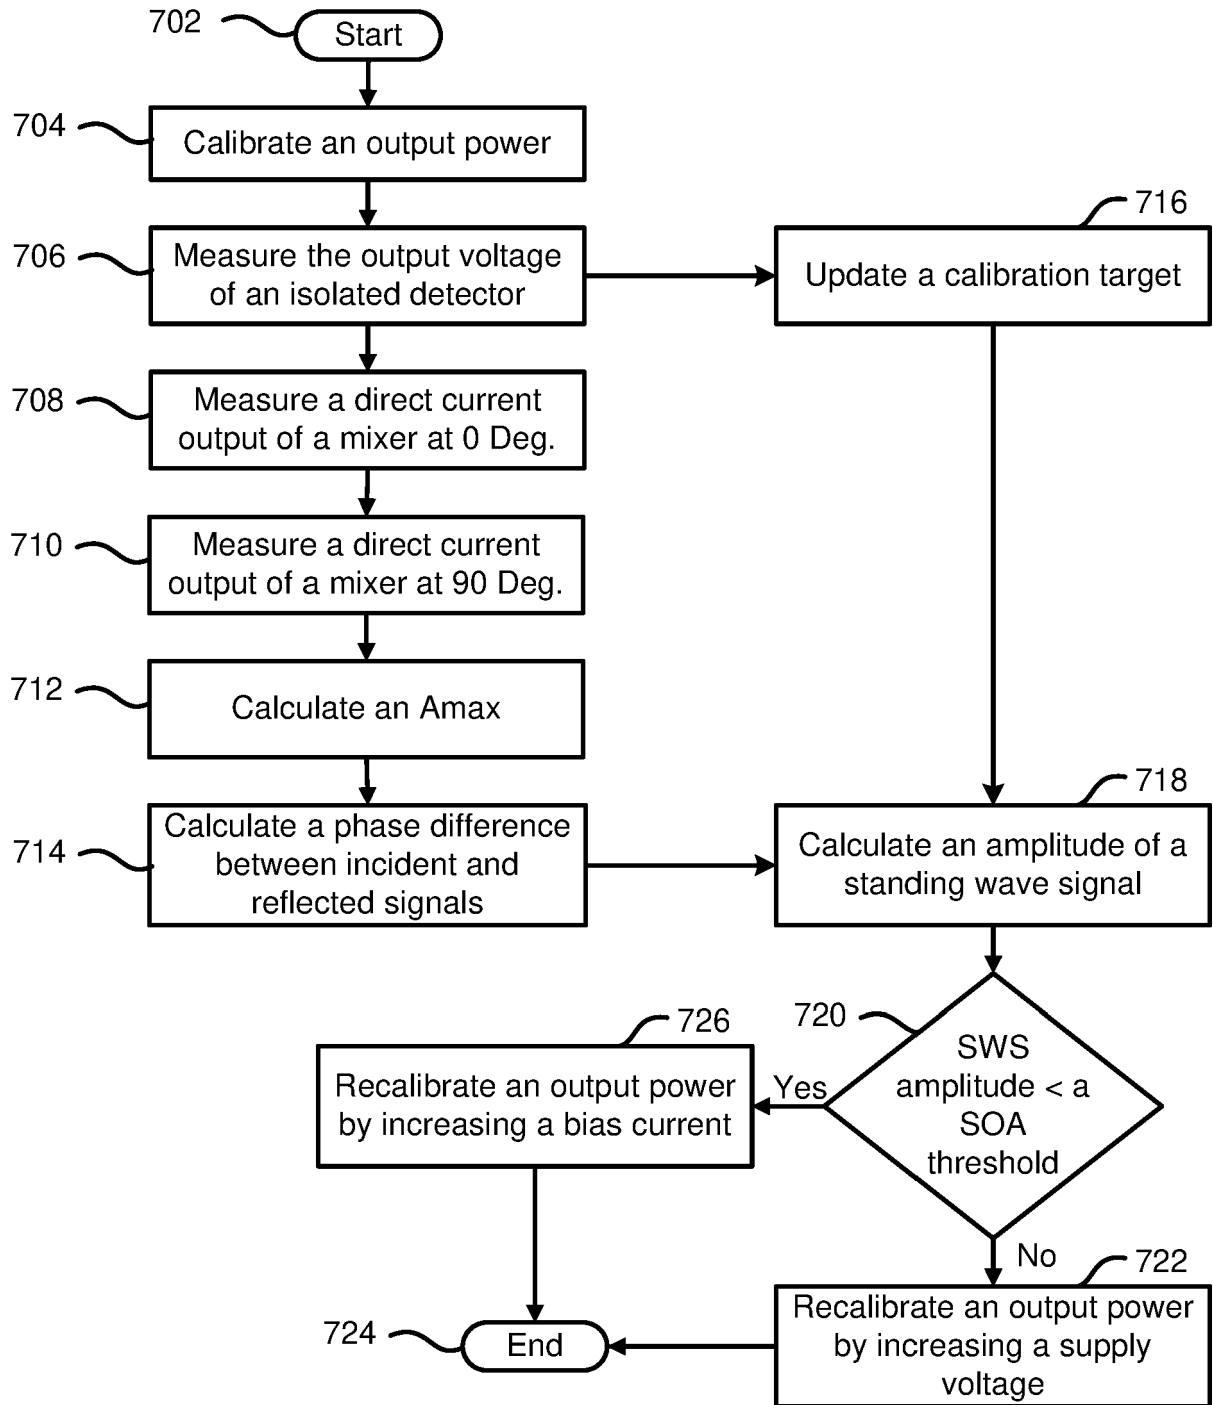 702
Start
704
Calibrate an output power
706
Measure the output voltage
of an isolated detector
716
Update a calibration target
708
Measure a direct current
output of a mixer at 0 Deg.
710
Measure a direct current
output of a mixer at 90 Deg.
712
Calculate an Amax
714
Calculate a phase difference
between incident and
reflected signals
718
Calculate an amplitude of a
standing wave signal
720
SWS
amplitude < a
SOA
threshold
Yes
726
Recalibrate an output power
by increasing a bias current
No
722
Recalibrate an output power
by increasing a supply
voltage
724
End